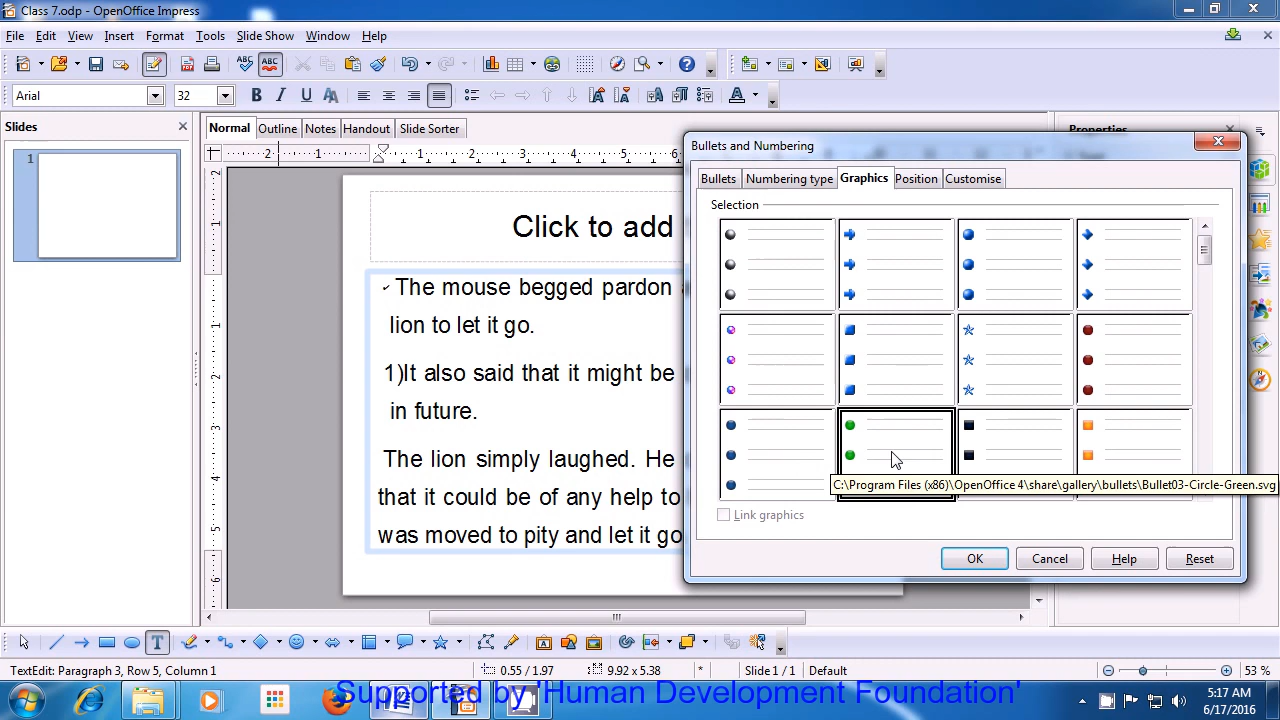 Class 7.odp - OpenOffice Impress
File Edit View Insert Format Tools Slide Show Window Help
Arial 32
Slides
Normal Outline Notes Handout Slide Sorter
Properties
1
Click to add
The mouse begged pardon
lion to let it go.
1)It also said that it might be
in future.
The lion simply laughed. He
that it could be of any help to
was moved to pity and let it go
Bullets and Numbering
Bullets Numbering type Graphics Position Customise
Selection
C:\Program Files (x86)\OpenOffice 4\share\gallery\bullets\Bullet03-Circle-Green.svg
Link graphics
OK Cancel Help Reset
TextEdit: Paragraph 3, Row 5, Column 1 0.55 / 1.97 9.92 x 5.38 * Slide 1 / 1 Default 53 %
Supported by 'Human Development Foundation'
5:17 AM
6/17/2016